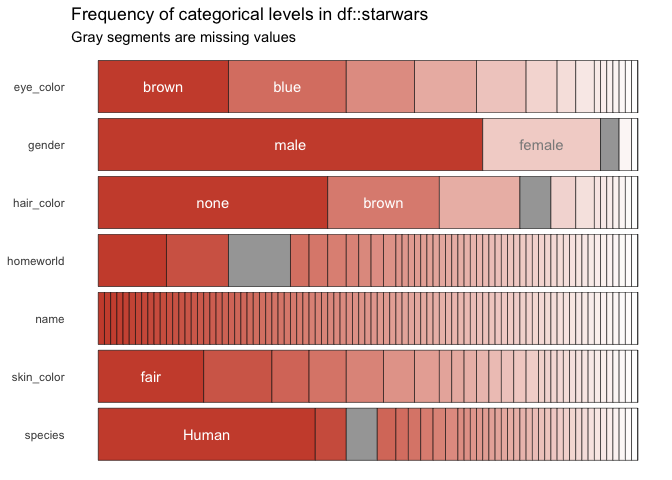 Frequency of categorical levels in df::starwars
Gray segments are missing values
eye_color brown blue
gender male female
hair_color none brown
homeworld
name
skin_color fair
species Human